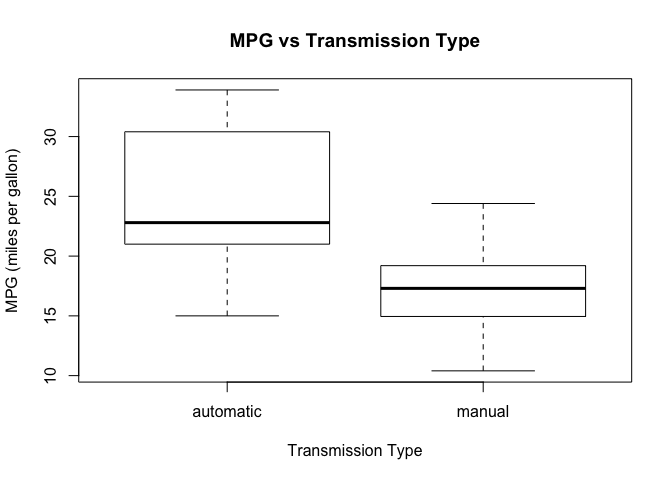 MPG vs Transmission Type
MPG (miles per gallon)
30
25
20
15
10
automatic manual
Transmission Type